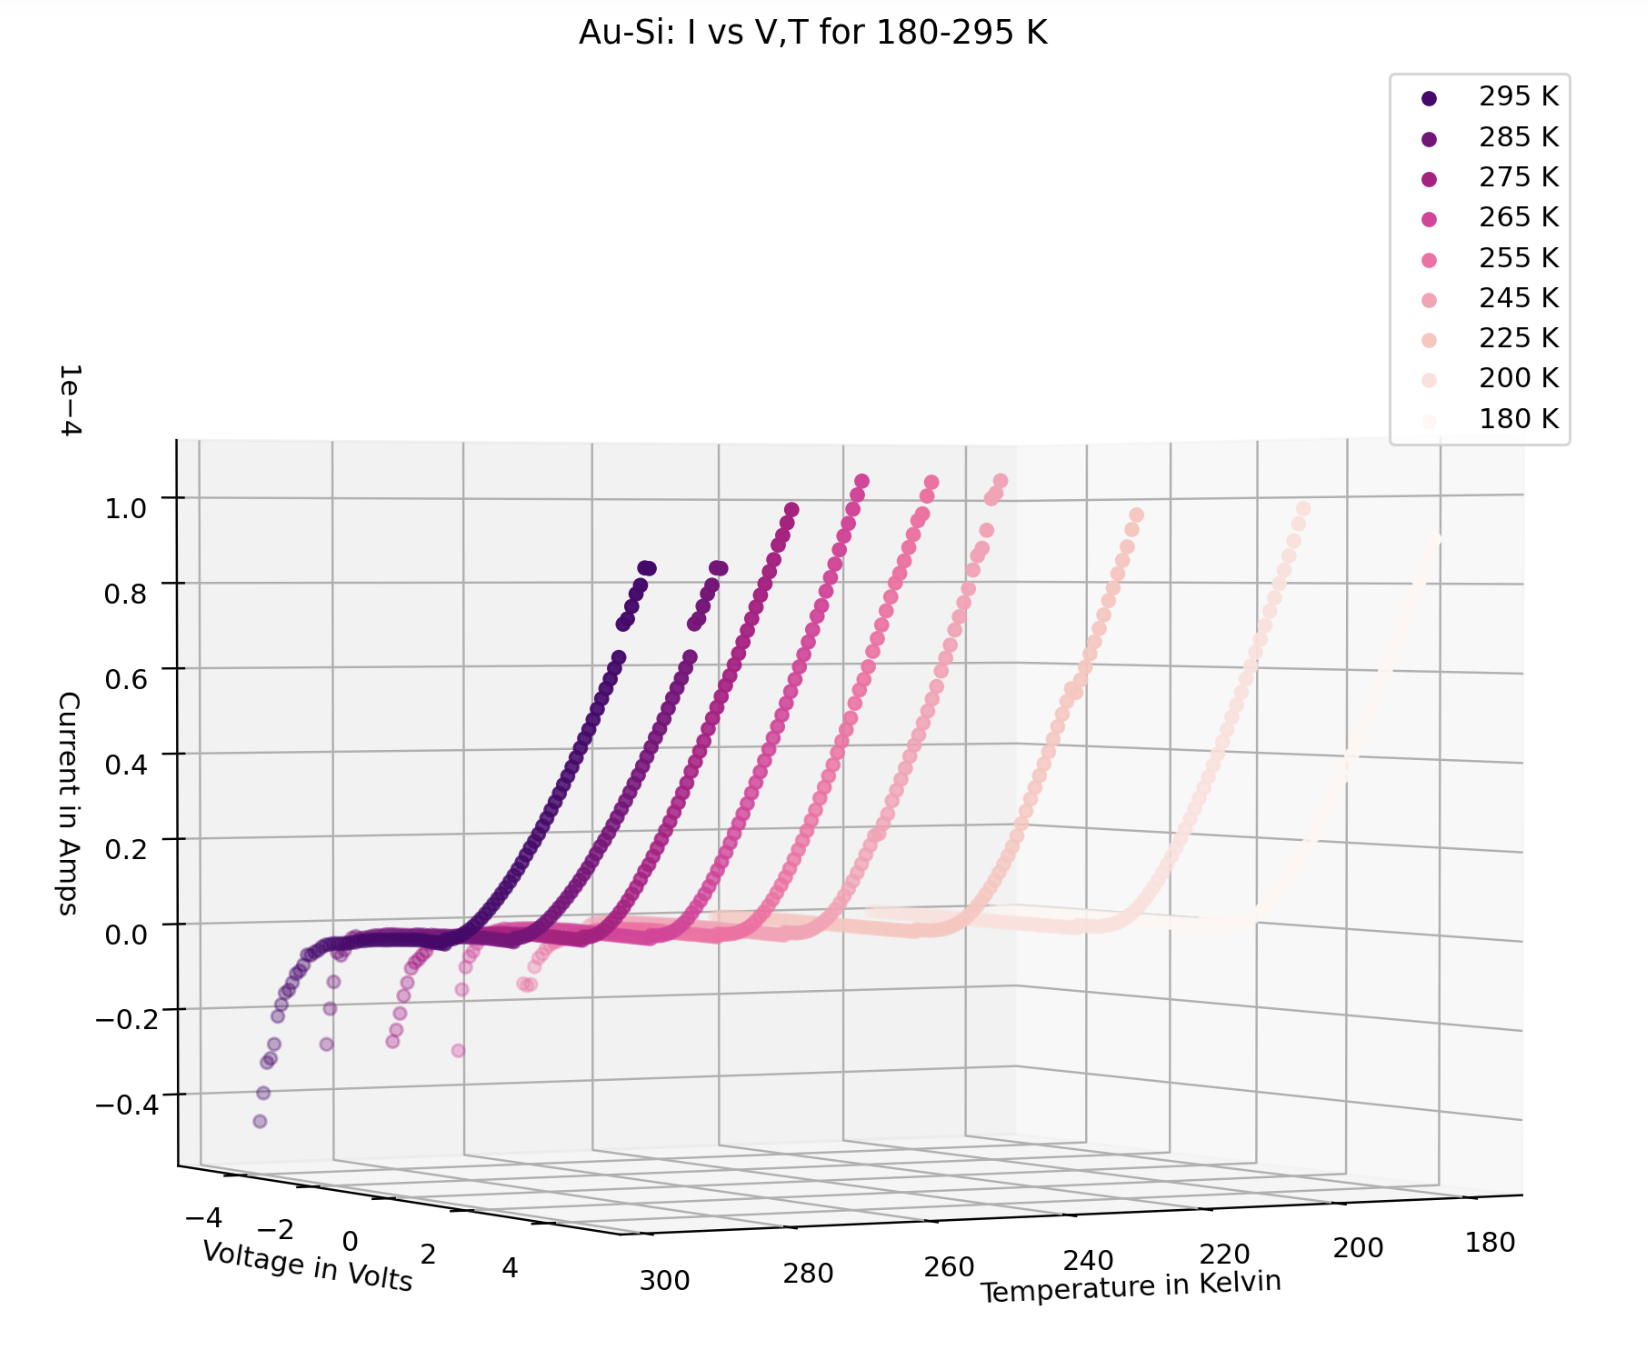 Au-Si: I vs V,T for 180-295 K
295 K
285 K
275 K
265 K
255 K
245 K
225 K
200 K
180 K
1e−4
1.0
0.8
0.6
0.4
0.2
0.0
−0.2
−0.4
Current in Amps
−4
−2
0
2
4
Voltage in Volts
300
280
260
240
220
200
180
Temperature in Kelvin